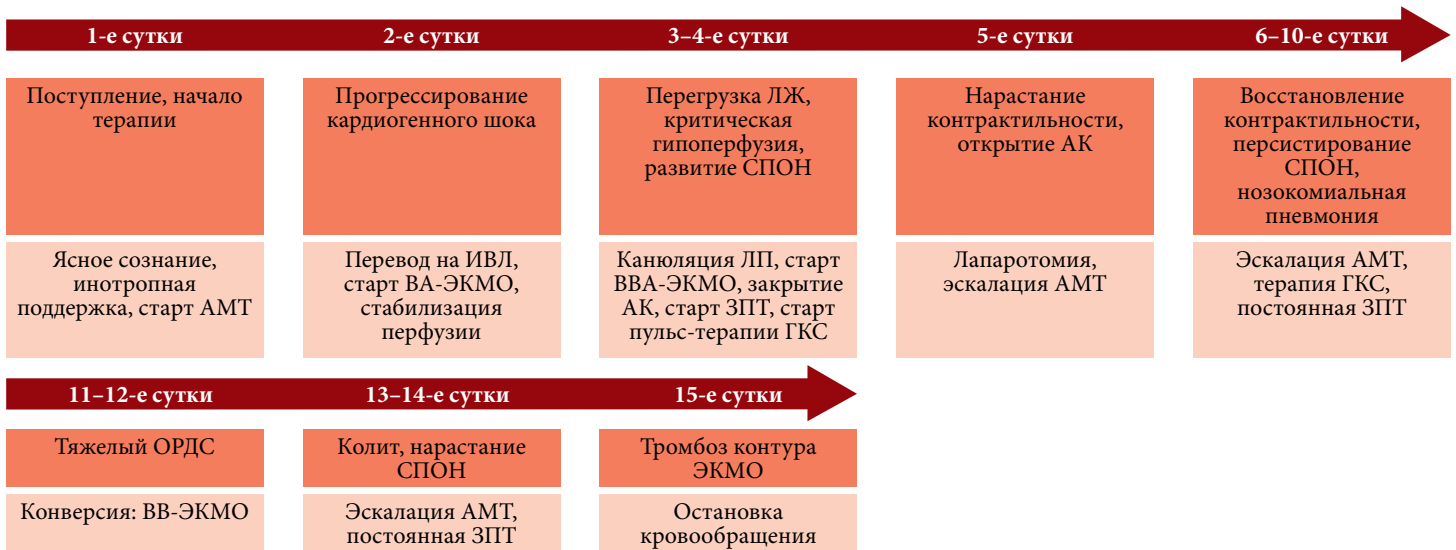 1-е сутки
2-е сутки
3–4-е сутки
5-е сутки
6–10-е сутки
Поступление, начало
терапии
Прогрессирование
кардиогенного шока
Перегрузка ЛЖ,
критическая
гипоперфузия,
развитие СПОН
Нарастание
контрактильности,
открытие АК
Восстановление
контрактильности,
персистирование
СПОН,
нозокомиальная
пневмония
Ясное сознание,
инотропная
поддержка, старт АМТ
Перевод на ИВЛ,
старт ВА-ЭКМО,
стабилизация
перфузии
Канюляция ЛП, старт
ВВА-ЭКМО, закрытие
АК, старт ЗПТ, старт
пульс-терапии ГКС
Лапаротомия,
эскалация АМТ
Эскалация АМТ,
терапия ГКС,
постоянная ЗПТ
11–12-е сутки
13–14-е сутки
15-е сутки
Тяжелый ОРДС
Колит, нарастание
СПОН
Тромбоз контура
ЭКМО
Конверсия: ВВ-ЭКМО
Эскалация АМТ,
постоянная ЗПТ
Остановка
кровообращения